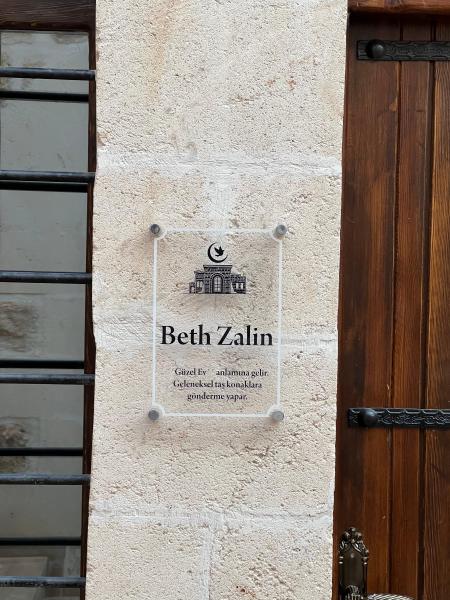 Beth Zalin
Güzel Ev anlamına gelir.
Geleneksel taş konaklara
gönderme yapar.